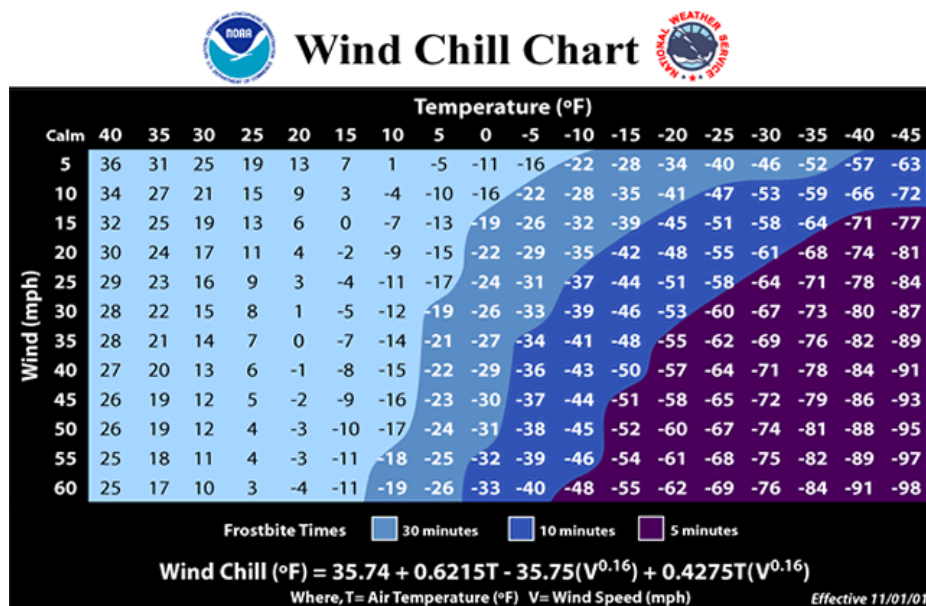 NATIONAL OCEANIC AND ATMOSPHERIC ADMINISTRATION
NOAA
U.S. DEPARTMENT OF COMMERCE
Wind Chill Chart
NATIONAL WEATHER SERVICE
Temperature (ºF)
Calm 40 35 30 25 20 15 10 5 0 -5 -10 -15 -20 -25 -30 -35 -40 -45
Wind (mph)
5 36 31 25 19 13 7 1 -5 -11 -16 -22 -28 -34 -40 -46 -52 -57 -63
10 34 27 21 15 9 3 -4 -10 -16 -22 -28 -35 -41 -47 -53 -59 -66 -72
15 32 25 19 13 6 0 -7 -13 -19 -26 -32 -39 -45 -51 -58 -64 -71 -77
20 30 24 17 11 4 -2 -9 -15 -22 -29 -35 -42 -48 -55 -61 -68 -74 -81
25 29 23 16 9 3 -4 -11 -17 -24 -31 -37 -44 -51 -58 -64 -71 -78 -84
30 28 22 15 8 1 -5 -12 -19 -26 -33 -39 -46 -53 -60 -67 -73 -80 -87
35 28 21 14 7 0 -7 -14 -21 -27 -34 -41 -48 -55 -62 -69 -76 -82 -89
40 27 20 13 6 -1 -8 -15 -22 -29 -36 -43 -50 -57 -64 -71 -78 -84 -91
45 26 19 12 5 -2 -9 -16 -23 -30 -37 -44 -51 -58 -65 -72 -79 -86 -93
50 26 19 12 4 -3 -10 -17 -24 -31 -38 -45 -52 -60 -67 -74 -81 -88 -95
55 25 18 11 4 -3 -11 -18 -25 -32 -39 -46 -54 -61 -68 -75 -82 -89 -97
60 25 17 10 3 -4 -11 -19 -26 -33 -40 -48 -55 -62 -69 -76 -84 -91 -98
Frostbite Times 30 minutes 10 minutes 5 minutes
Wind Chill (ºF) = 35.74 + 0.6215T - 35.75(V^0.16) + 0.4275T(V^0.16)
Where, T= Air Temperature (ºF) V= Wind Speed (mph)
Effective 11/01/01